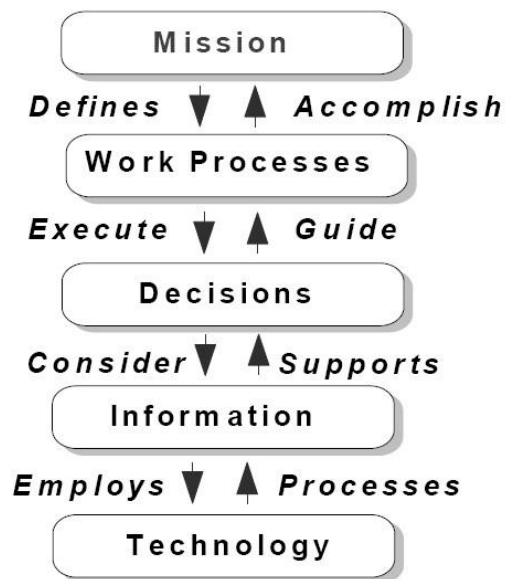 Mission
Defines Accomplish
Work Processes
Execute Guide
Decisions
Consider Supports
Information
Employs Processes
Technology